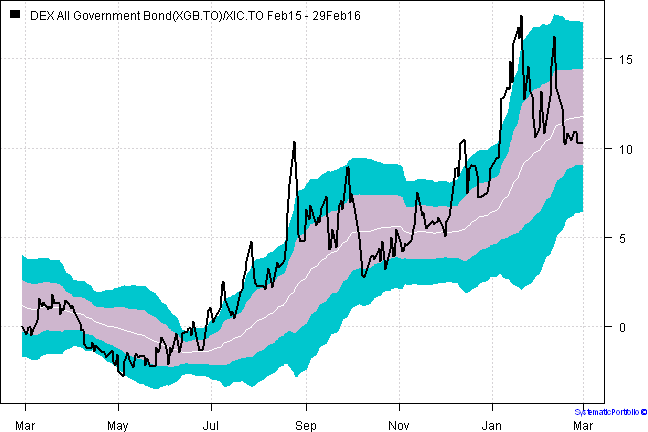 DEX All Government Bond(XGB.TO)/XIC.TO Feb15 - 29Feb16
15
10
5
0
Mar May Jul Sep Nov Jan Mar
SystematicPortfolio ©